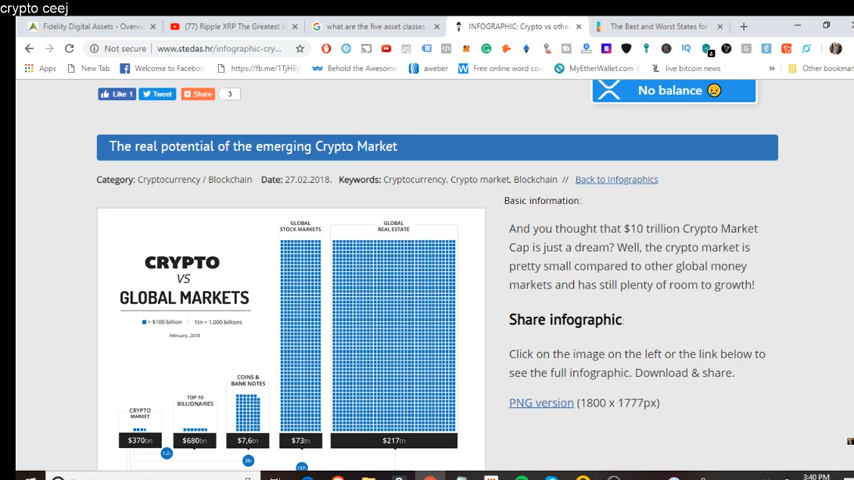 crypto ceej
Fidelity Digital Assets - Overvi
(77) Ripple XRP The Greatest I
what are the five asset classes
INFOGRAPHIC: Crypto vs othe
The Best and Worst States for
Not secure
www.stedas.hr/infographic-cry...
Apps
New Tab
Welcome to Faceboo
https://fb.me/1TjHEy
Behold the Awesome
aweber
Free online word cou
MyEtherWallet.com
live bitcoin news
»
Other bookmar
Like 1
Tweet
Share
3
No balance
The real potential of the emerging Crypto Market
Category: Cryptocurrency / Blockchain Date: 27.02.2018. Keywords: Cryptocurrency, Crypto market, Blockchain // Back to Infographics
Basic information:
CRYPTO
VS
GLOBAL MARKETS
= $100 billion | 1tn = 1,000 billions
February, 2018
GLOBAL
STOCK MARKETS
GLOBAL
REAL ESTATE
COINS &
BANK NOTES
TOP 10
BILLIONAIRES
CRYPTO
MARKET
$370bn
$680bn
$7,6tn
$73tn
$217tn
And you thought that $10 trillion Crypto Market
Cap is just a dream? Well, the crypto market is
pretty small compared to other global money
markets and has still plenty of room to growth!
Share infographic:
Click on the image on the left or the link below to
see the full infographic. Download & share.
PNG version (1800 x 1777px)
3:40 PM